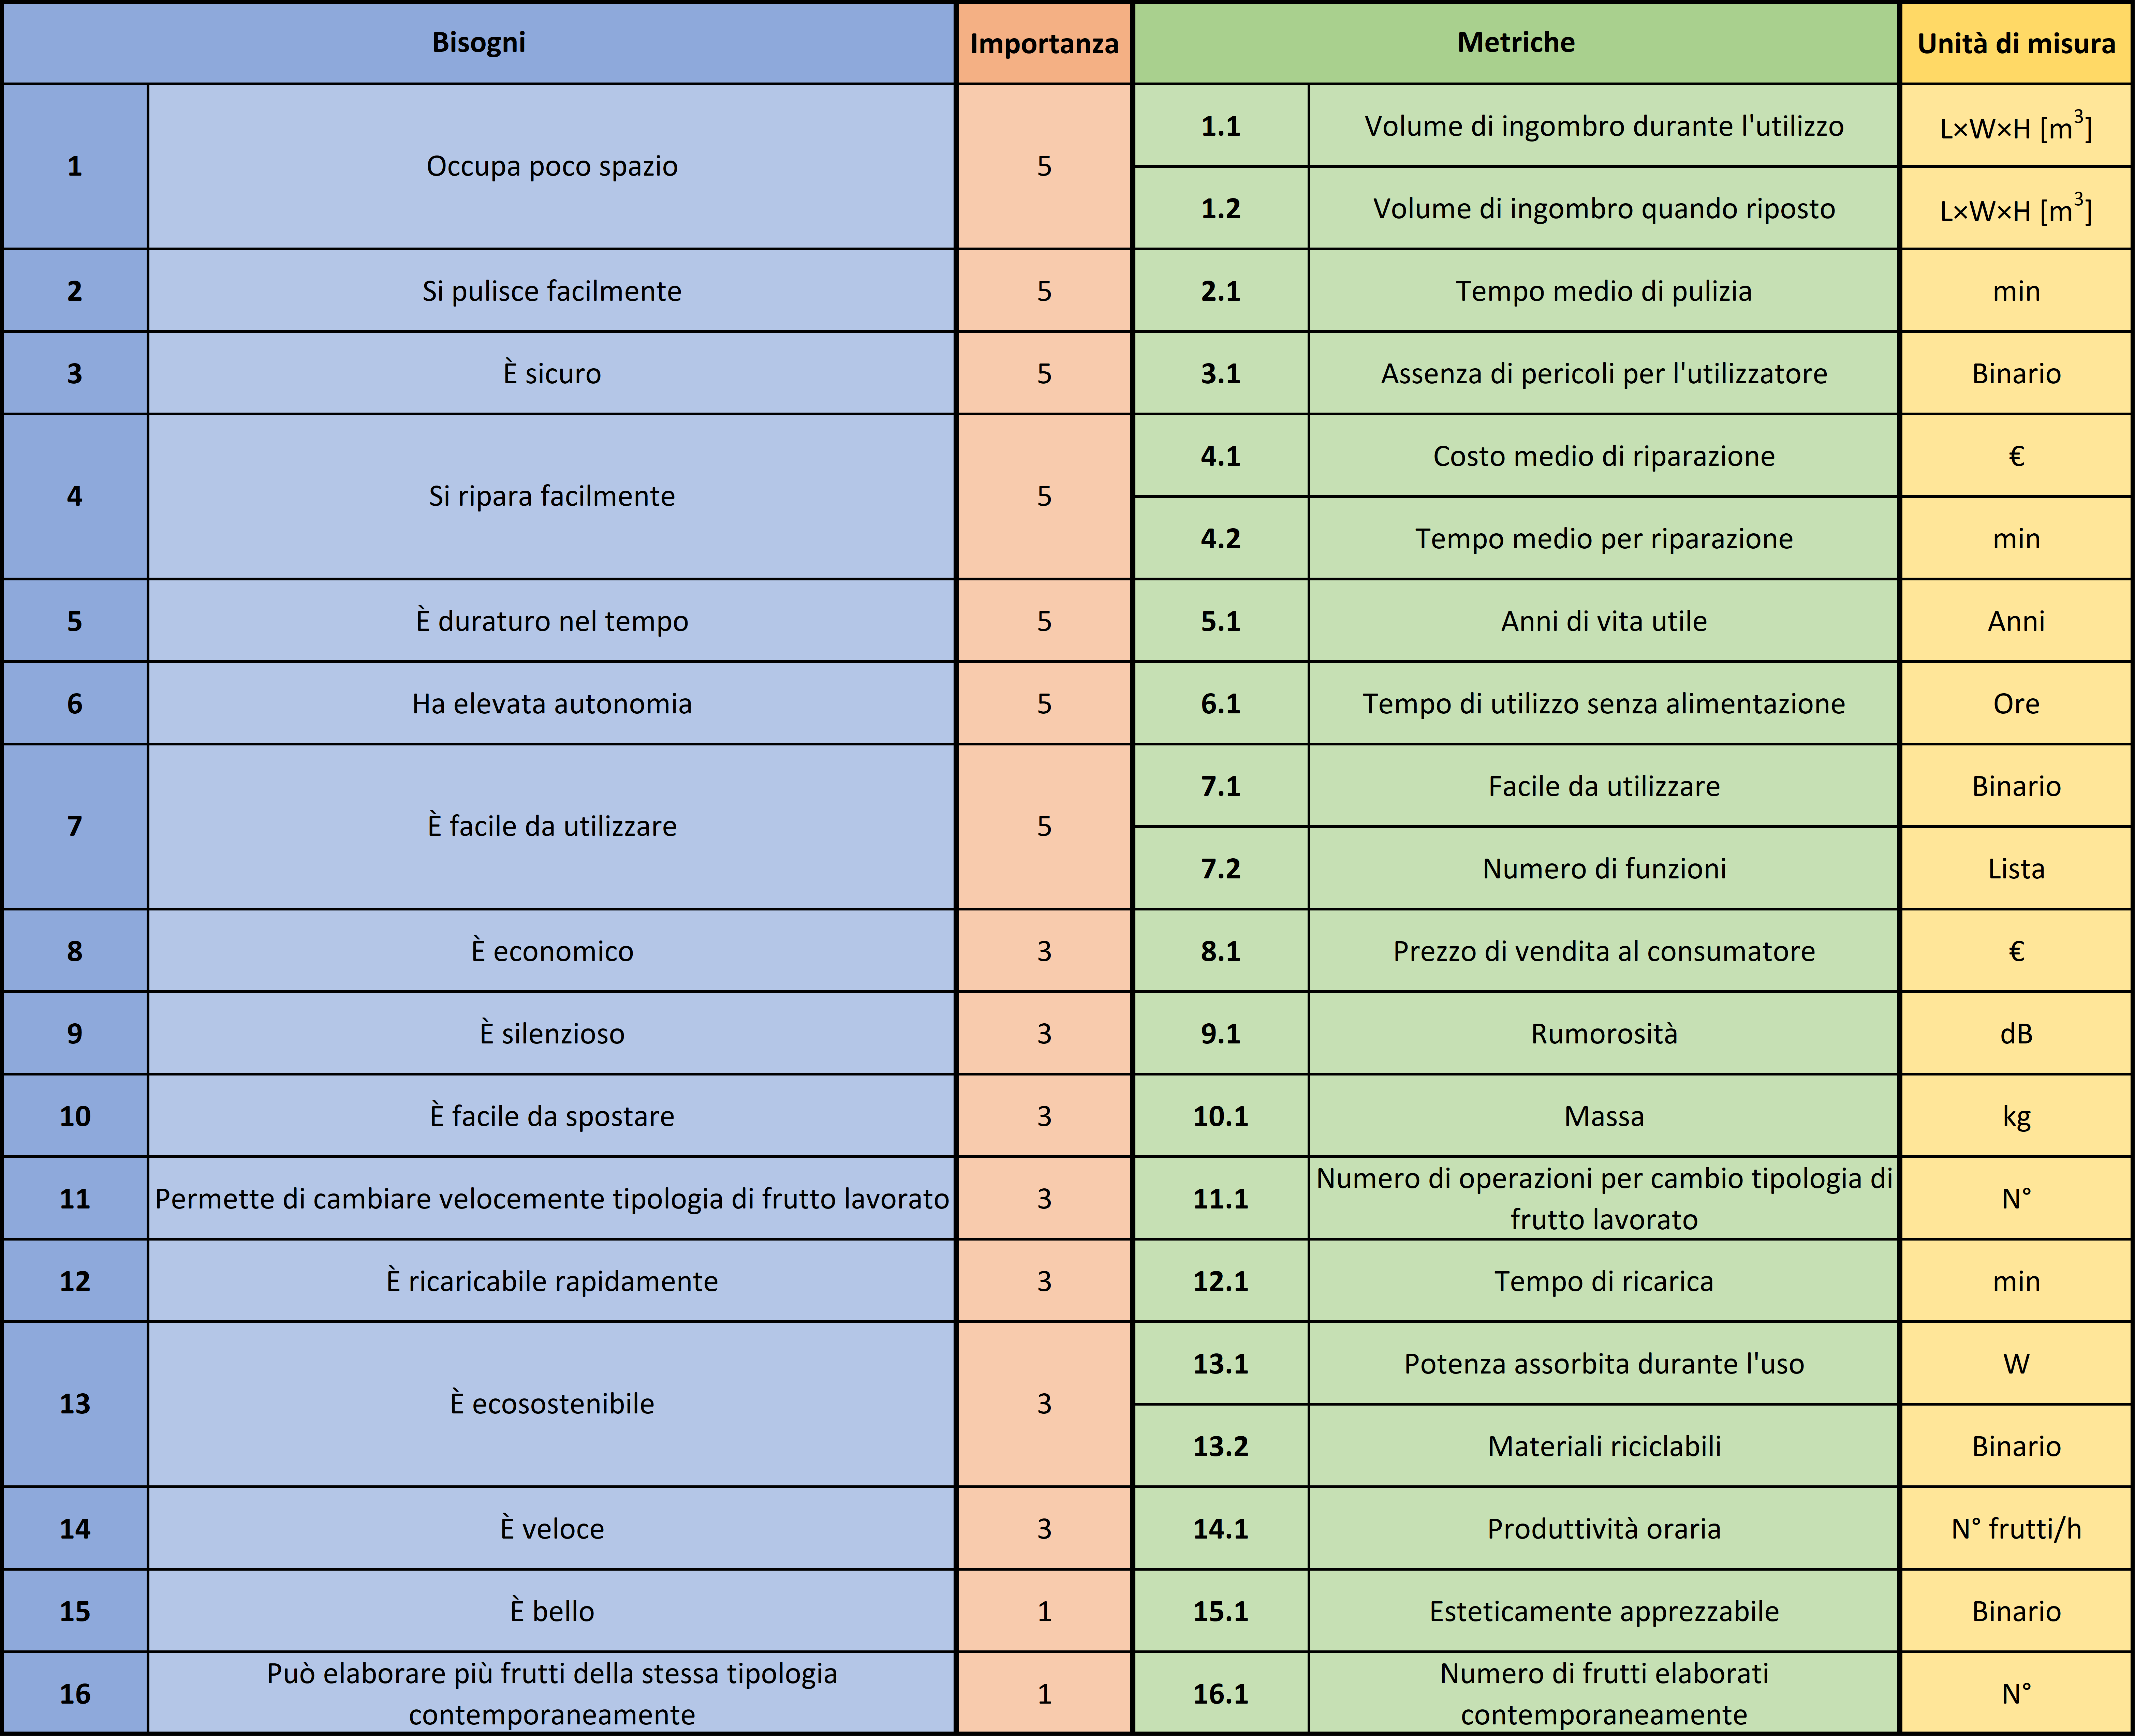 Bisogni Importanza Metriche Unità di misura
1 Occupa poco spazio 5 1.1 Volume di ingombro durante l'utilizzo L×W×H [m³]
1.2 Volume di ingombro quando riposto L×W×H [m³]
2 Si pulisce facilmente 5 2.1 Tempo medio di pulizia min
3 È sicuro 5 3.1 Assenza di pericoli per l'utilizzatore Binario
4 Si ripara facilmente 5 4.1 Costo medio di riparazione €
4.2 Tempo medio per riparazione min
5 È duraturo nel tempo 5 5.1 Anni di vita utile Anni
6 Ha elevata autonomia 5 6.1 Tempo di utilizzo senza alimentazione Ore
7 È facile da utilizzare 5 7.1 Facile da utilizzare Binario
7.2 Numero di funzioni Lista
8 È economico 3 8.1 Prezzo di vendita al consumatore €
9 È silenzioso 3 9.1 Rumorosità dB
10 È facile da spostare 3 10.1 Massa kg
11 Permette di cambiare velocemente tipologia di frutto lavorato 3 11.1 Numero di operazioni per cambio tipologia di
frutto lavorato N°
12 È ricaricabile rapidamente 3 12.1 Tempo di ricarica min
13 È ecosostenibile 3 13.1 Potenza assorbita durante l'uso W
13.2 Materiali riciclabili Binario
14 È veloce 3 14.1 Produttività oraria N° frutti/h
15 È bello 1 15.1 Esteticamente apprezzabile Binario
16 Può elaborare più frutti della stessa tipologia
contemporaneamente 1 16.1 Numero di frutti elaborati
contemporaneamente N°